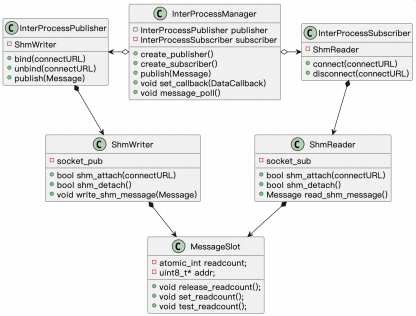 InterProcessPublisher
ShmWriter
bind(connectURL)
unbind(connectURL)
publish(Message)
InterProcessManager
InterProcessPublisher publisher
InterProcessSubscriber subscriber
create_publisher()
create_subscriber()
publish(Message)
void set_callback(DataCallback)
void message_poll()
InterProcessSubscriber
ShmReader
connect(connectURL)
disconnect(connectURL)
ShmWriter
socket_pub
bool shm_attach(connectURL)
bool shm_detach()
void write_shm_message(Message)
ShmReader
socket_sub
bool shm_attach(connectURL)
bool shm_detach()
Message read_shm_message()
MessageSlot
atomic_int readcount;
uint8_t* addr;
void release_readcount();
void set_readcount();
void test_readcount();